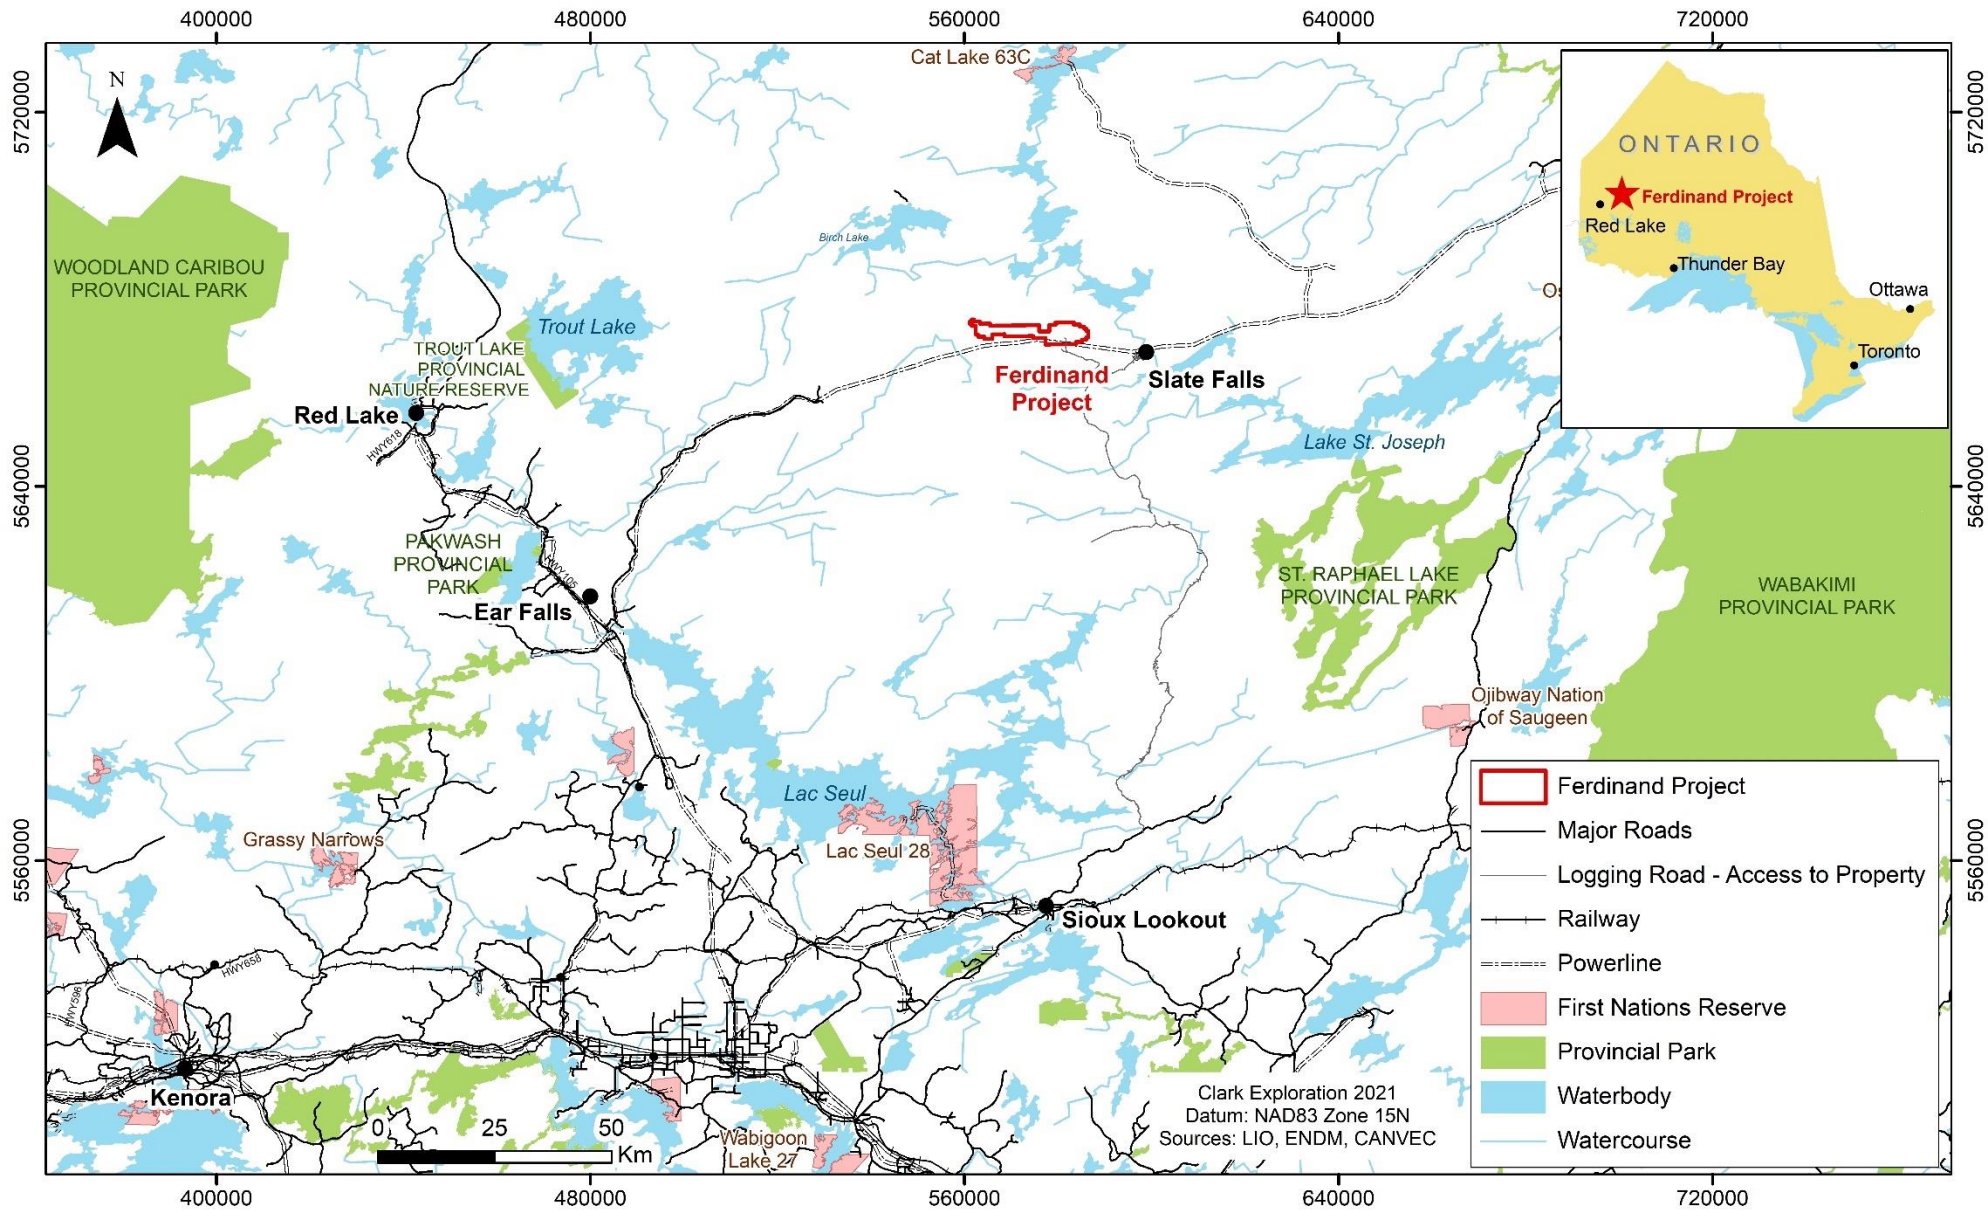 400000
480000
560000
640000
720000
5720000
5640000
5560000
5720000
5640000
5560000
N
Cat Lake 63C
WOODLAND CARIBOU
PROVINCIAL PARK
Birch Lake
Trout Lake
TROUT LAKE
PROVINCIAL
NATURE RESERVE
Red Lake
HWY618
Ferdinand
Project
Slate Falls
Lake St. Joseph
PAKWASH
PROVINCIAL
PARK
HWY105
Ear Falls
ST. RAPHAEL LAKE
PROVINCIAL PARK
WABAKIMI
PROVINCIAL PARK
Ojibway Nation
of Saugeen
Lac Seul
Lac Seul 28
Grassy Narrows
Sioux Lookout
HWY658
HWY596
Kenora
Wabigoon
Lake 27
0 25 50
Km
Clark Exploration 2021
Datum: NAD83 Zone 15N
Sources: LIO, ENDM, CANVEC
ONTARIO
Ferdinand Project
Red Lake
Thunder Bay
Ottawa
Toronto
Ferdinand Project
Major Roads
Logging Road - Access to Property
Railway
Powerline
First Nations Reserve
Provincial Park
Waterbody
Watercourse
400000
480000
560000
640000
720000